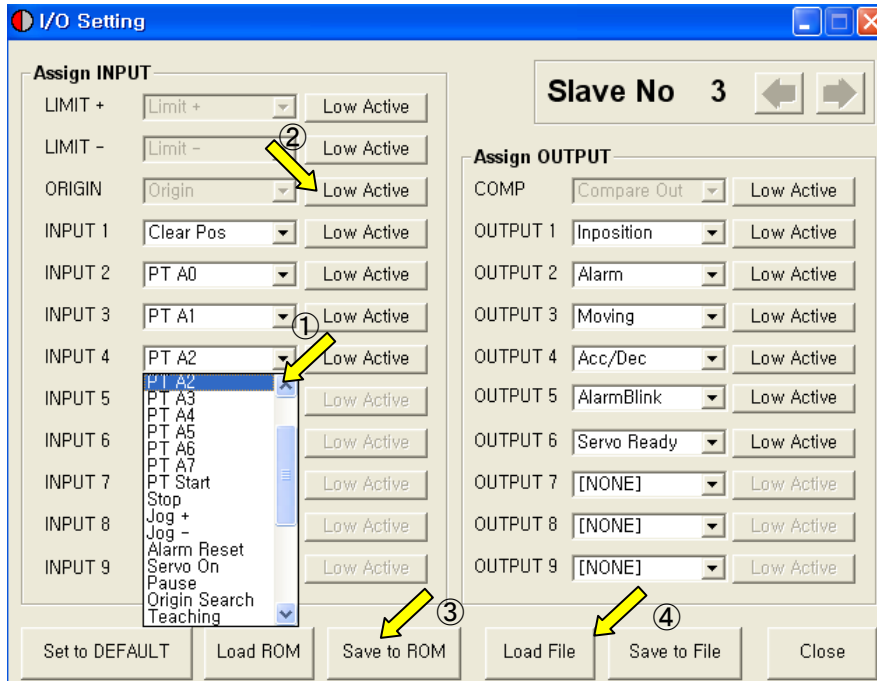 I/O Setting
Assign INPUT
LIMIT + Limit + Low Active
LIMIT - Limit - Low Active
ORIGIN Origin Low Active
INPUT 1 Clear Pos Low Active
INPUT 2 PT A0 Low Active
INPUT 3 PT A1 Low Active
INPUT 4 PT A2 Low Active
PT A2
PT A3
PT A4
PT A5
PT A6
PT A7
PT Start
Stop
Jog +
Jog -
Alarm Reset
Servo On
Pause
Origin Search
Teaching
INPUT 5 Low Active
INPUT 6 Low Active
INPUT 7 Low Active
INPUT 8 Low Active
INPUT 9 Low Active
②
①
Slave No 3
Assign OUTPUT
COMP Compare Out Low Active
OUTPUT 1 Inposition Low Active
OUTPUT 2 Alarm Low Active
OUTPUT 3 Moving Low Active
OUTPUT 4 Acc/Dec Low Active
OUTPUT 5 AlarmBlink Low Active
OUTPUT 6 Servo Ready Low Active
OUTPUT 7 [NONE] Low Active
OUTPUT 8 [NONE] Low Active
OUTPUT 9 [NONE] Low Active
③ ④
Set to DEFAULT Load ROM Save to ROM Load File Save to File Close